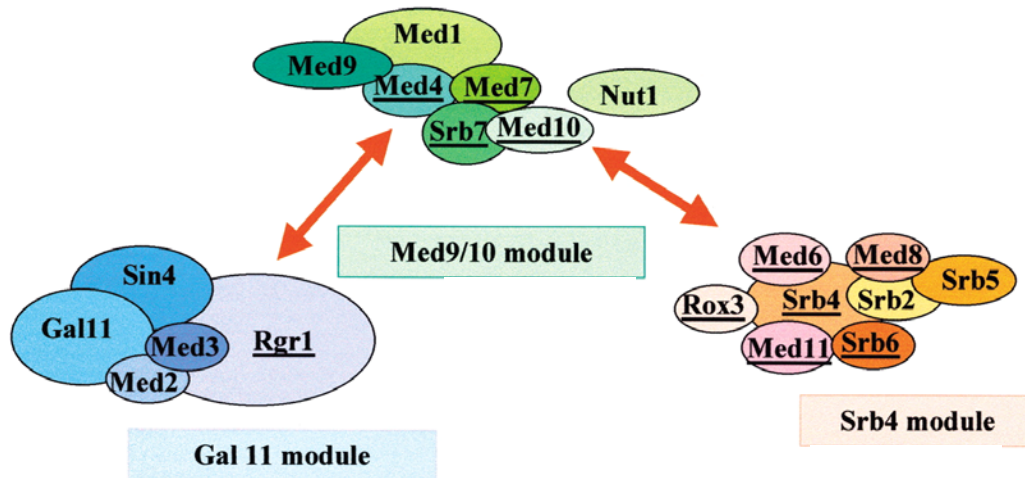 Med1
Med9
Med4
Med7
Nut1
Srb7
Med10
Med9/10 module
Sin4
Gal11
Med3
Rgr1
Med2
Gal 11 module
Med6
Med8
Srb5
Rox3
Srb4
Srb2
Med11
Srb6
Srb4 module